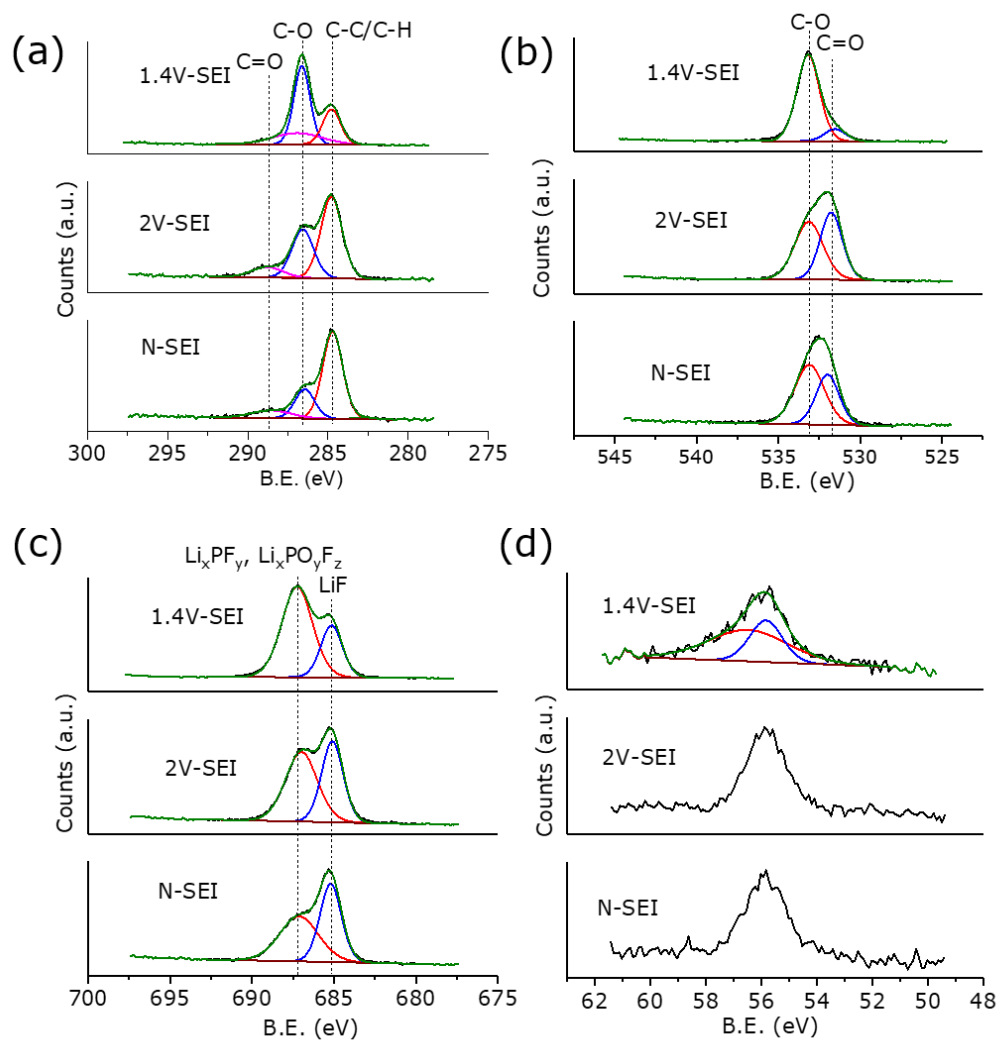 (a)
C=O
C-O
C-C/C-H
1.4V-SEI
2V-SEI
N-SEI
Counts (a.u.)
300 295 290 285 280 275
B.E. (eV)
(b)
C-O
C=O
1.4V-SEI
2V-SEI
N-SEI
Counts (a.u.)
545 540 535 530 525
B.E. (eV)
(c)
LiₓPFᵧ, LiₓPOᵧF_z
LiF
1.4V-SEI
2V-SEI
N-SEI
Counts (a.u.)
700 695 690 685 680 675
B.E. (eV)
(d)
1.4V-SEI
2V-SEI
N-SEI
Counts (a.u.)
62 60 58 56 54 52 50 48
B.E. (eV)